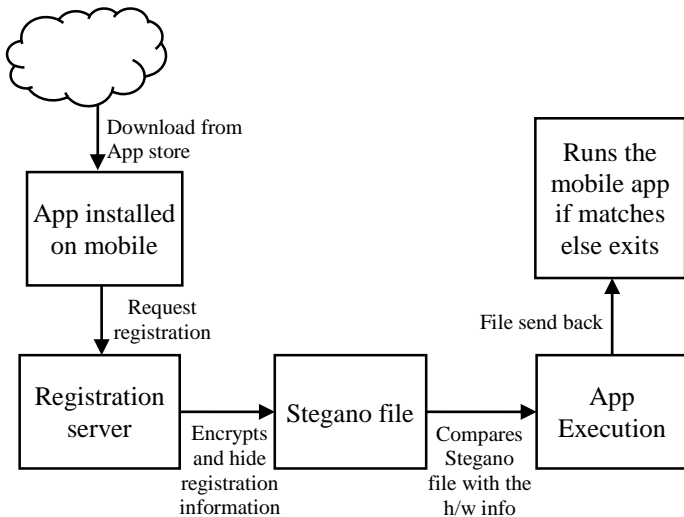 Download from
App store
App installed
on mobile
Request
registration
Registration
server
Encrypts
and hide
registration
information
Stegano file
Compares
Stegano
file with the
h/w info
App
Execution
File send back
Runs the
mobile app
if matches
else exits